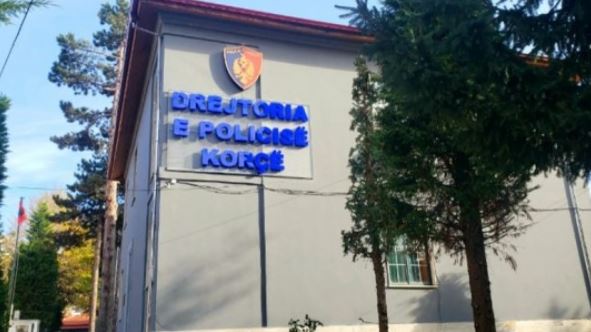 DREJTORIA
E POLICISË
KORÇË